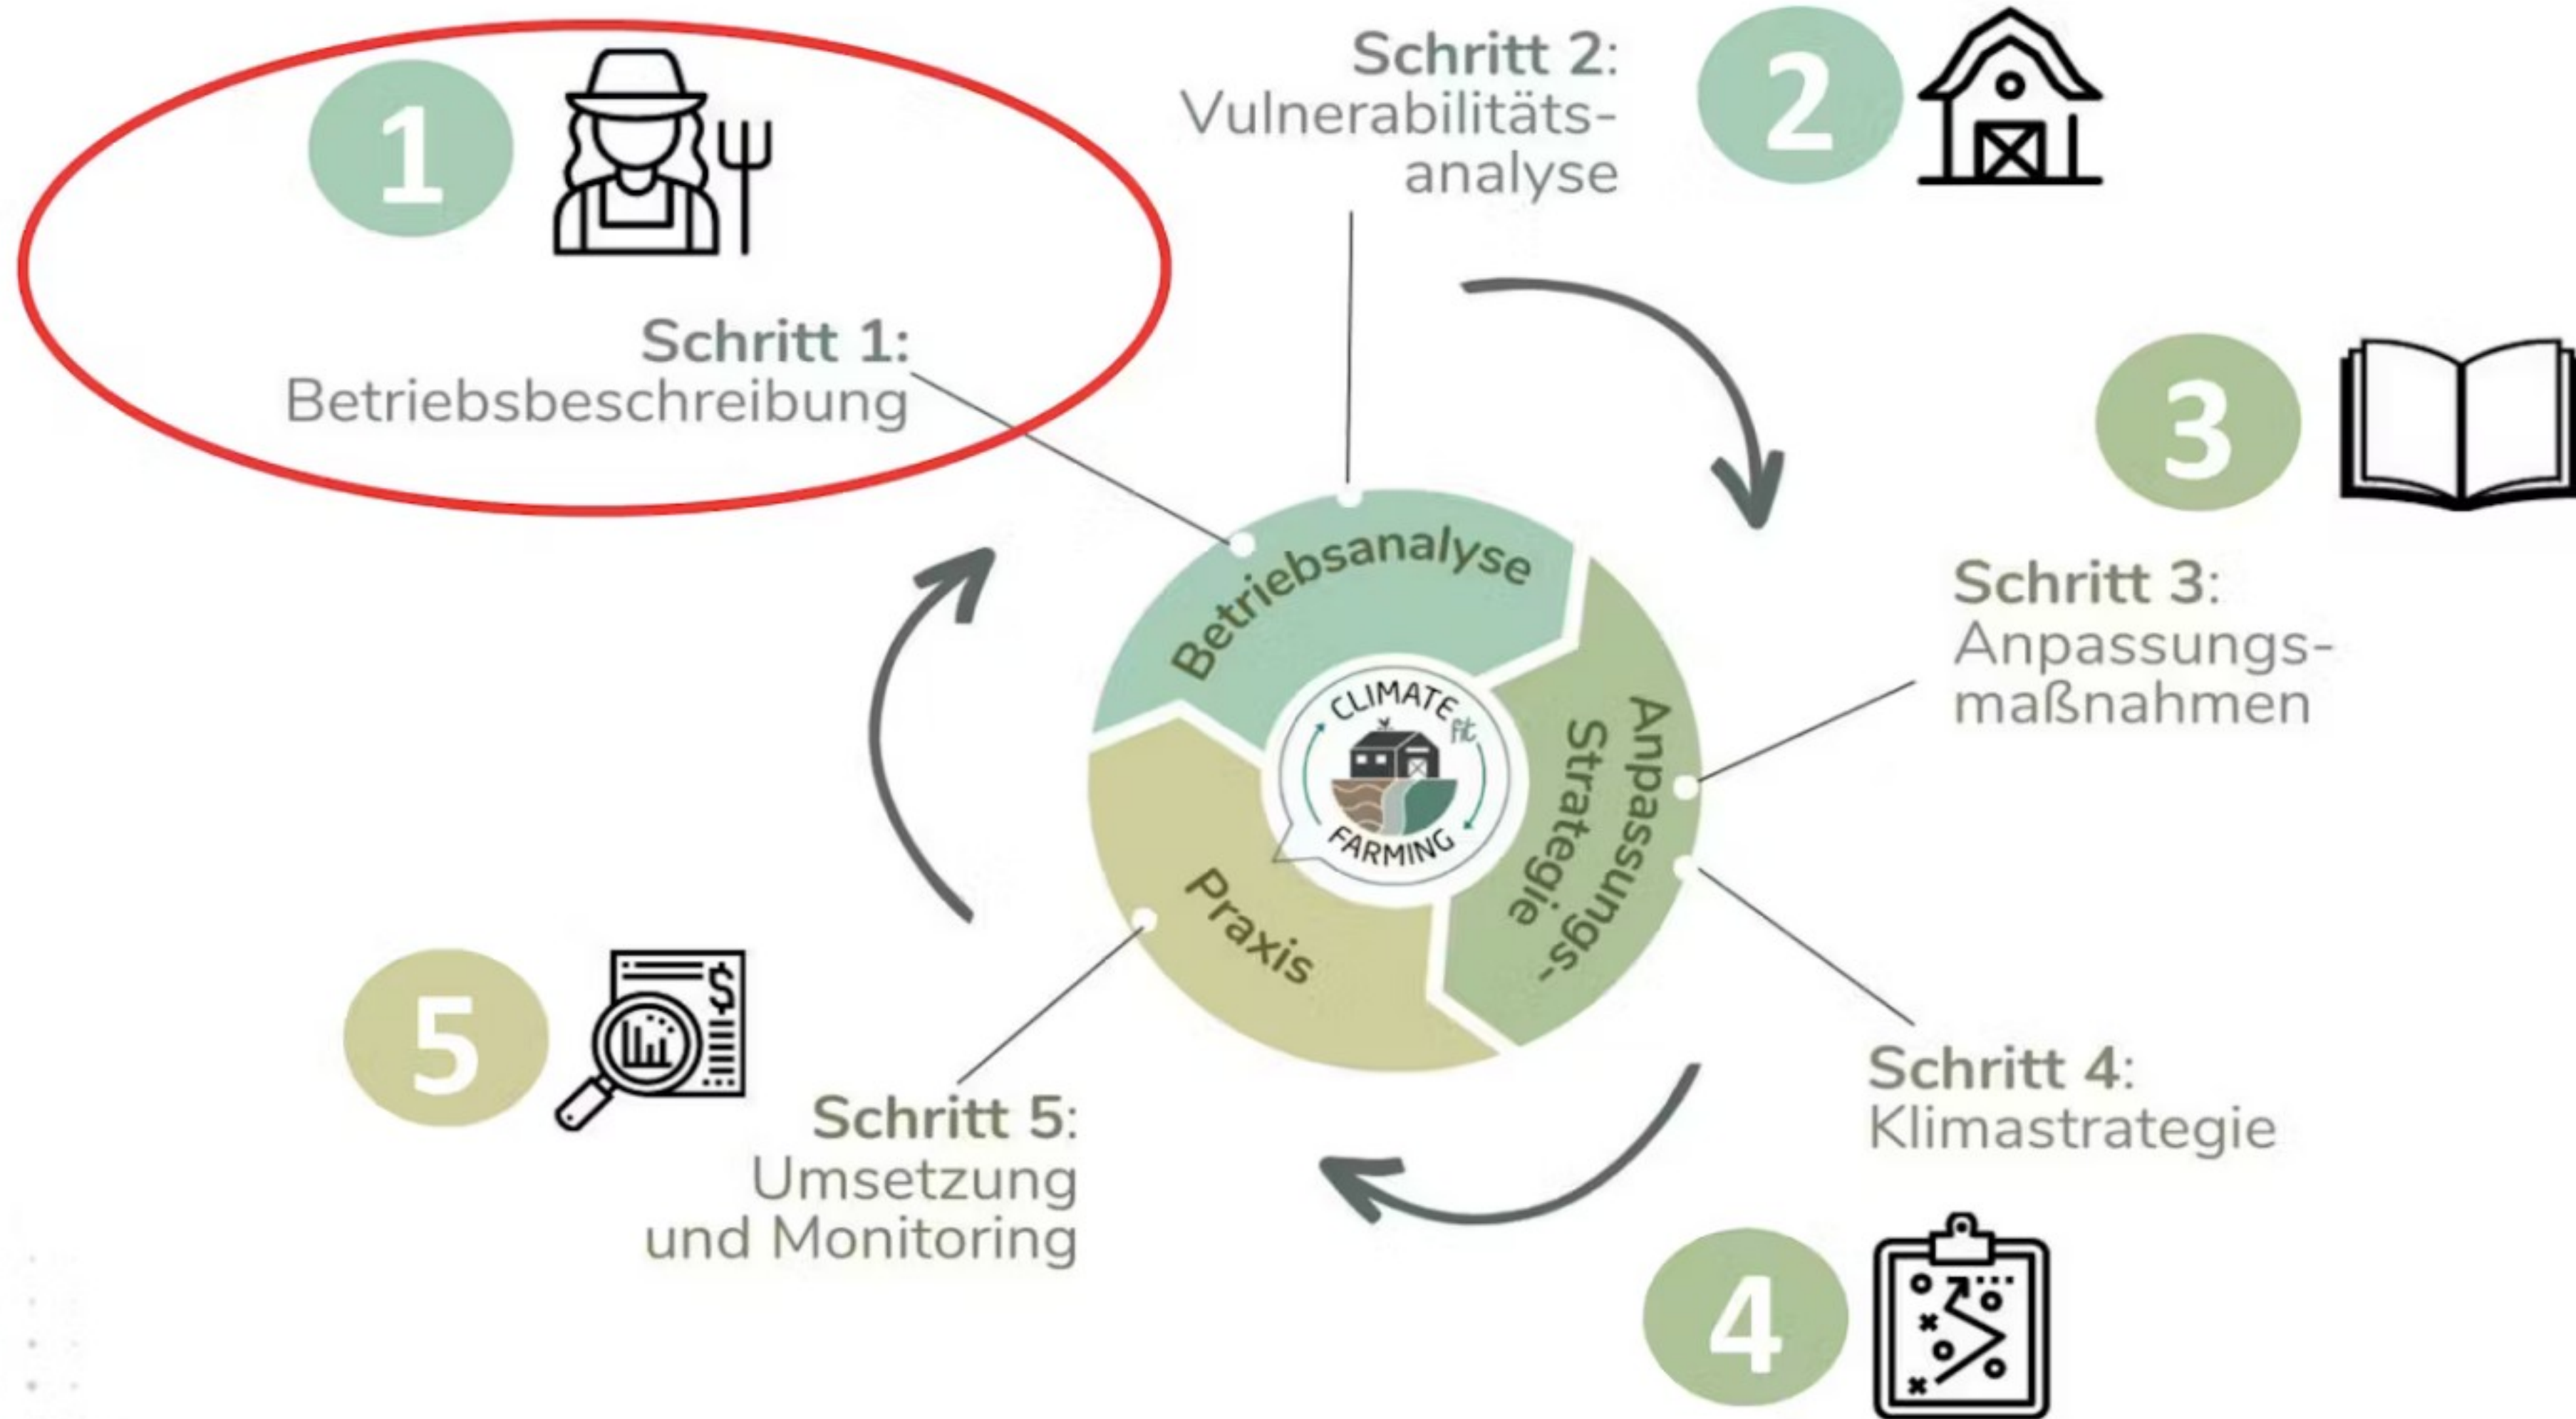 1
Schritt 1:
Betriebsbeschreibung
Schritt 2:
Vulnerabilitäts-
analyse
2
3
Schritt 3:
Anpassungs-
maßnahmen
Betriebsanalyse
Anpassungs-
Strategie
Praxis
CLIMATE
fit
FARMING
Schritt 4:
Klimastrategie
4
5
$
Schritt 5:
Umsetzung
und Monitoring